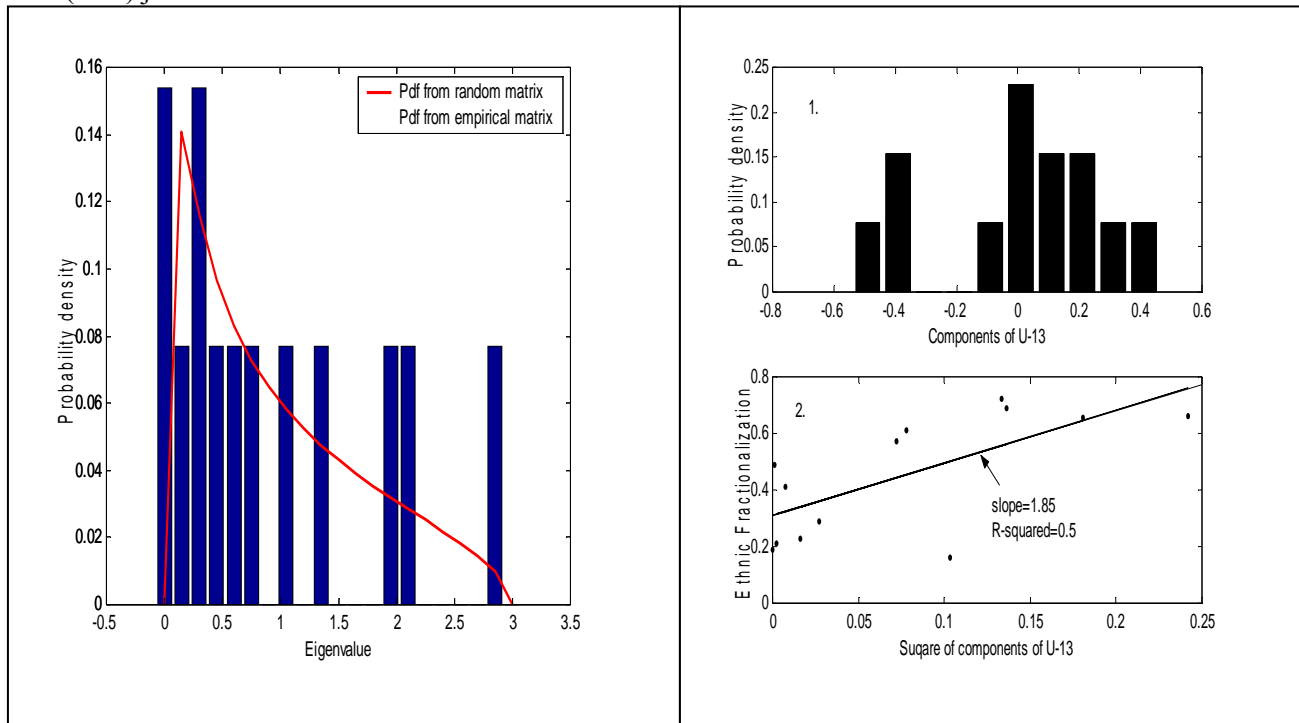 0.16
0.14
0.12
0.1
0.08
0.06
0.04
0.02
0
Probability density
-0.5 0 0.5 1 1.5 2 2.5 3 3.5
Eigenvalue
Pdf from random matrix
Pdf from empirical matrix
0.25
0.2
0.15
0.1
0.05
0
Probability density
1.
-0.8 -0.6 -0.4 -0.2 0 0.2 0.4 0.6
Components of U-13
0.8
0.6
0.4
0.2
0
Ethnic Fractionalization
2.
slope=1.85
R-squared=0.5
0 0.05 0.1 0.15 0.2 0.25
Suqare of components of U-13